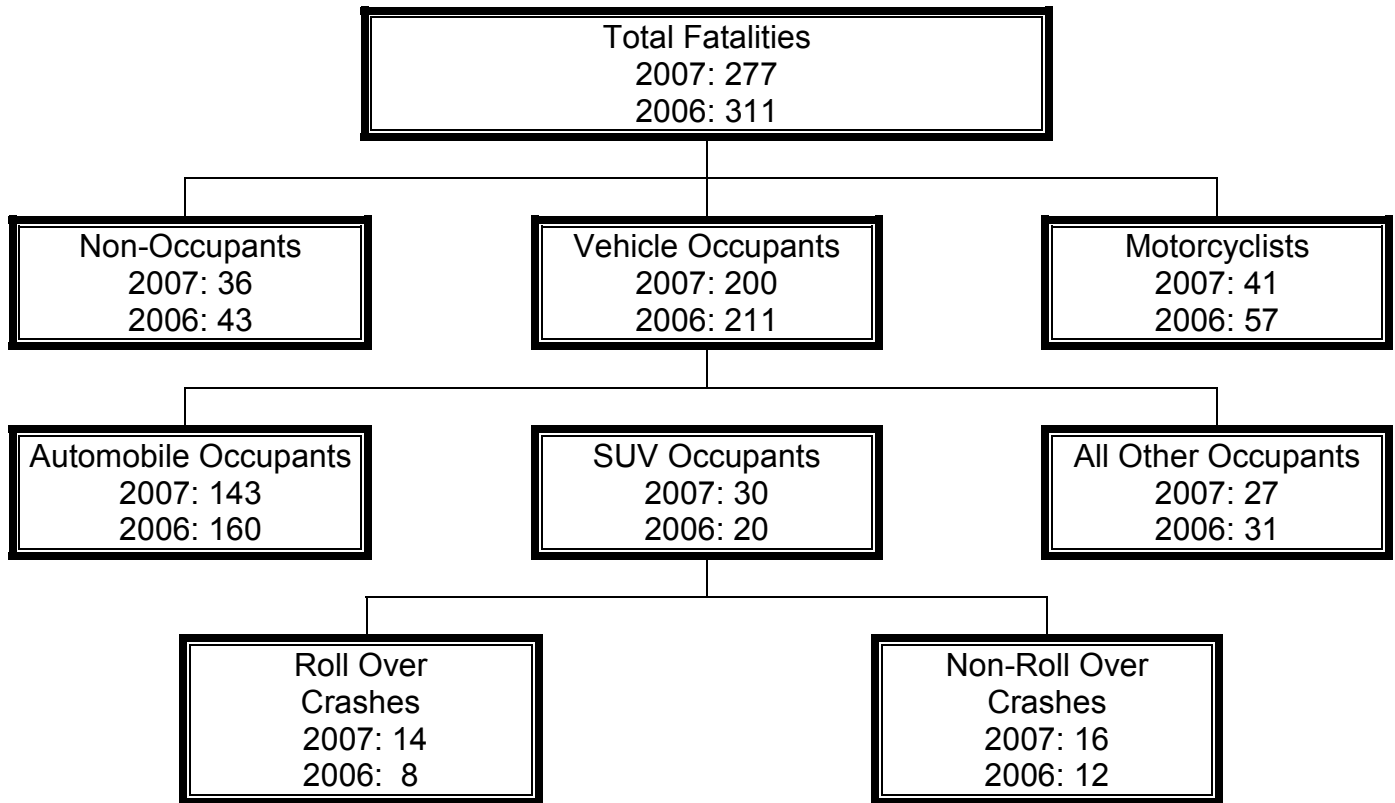 Total Fatalities
2007: 277
2006: 311
Non-Occupants
2007: 36
2006: 43
Vehicle Occupants
2007: 200
2006: 211
Motorcyclists
2007: 41
2006: 57
Automobile Occupants
2007: 143
2006: 160
SUV Occupants
2007: 30
2006: 20
All Other Occupants
2007: 27
2006: 31
Roll Over
Crashes
2007: 14
2006: 8
Non-Roll Over
Crashes
2007: 16
2006: 12